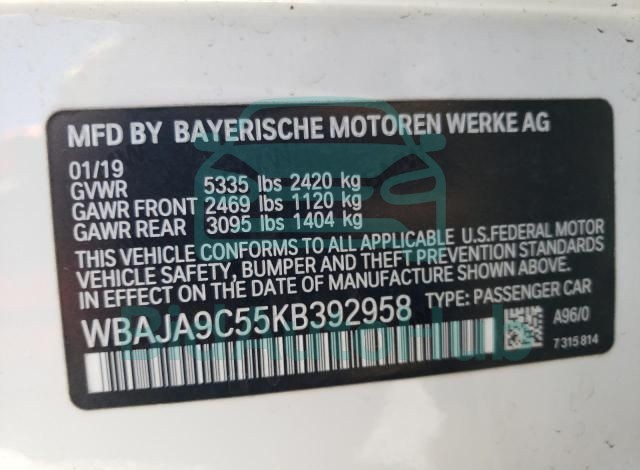 MFD BY BAYERISCHE MOTOREN WERKE AG
01/19
GVWR 5335 lbs 2420 kg
GAWR FRONT 2469 lbs 1120 kg
GAWR REAR 3095 lbs 1404 kg
THIS VEHICLE CONFORMS TO ALL APPLICABLE U.S.FEDERAL MOTOR
VEHICLE SAFETY, BUMPER AND THEFT PREVENTION STANDARDS
IN EFFECT ON THE DATE OF MANUFACTURE SHOWN ABOVE.
WBAJA9C55KB392958 TYPE: PASSENGER CAR
A96/0
7 315 814